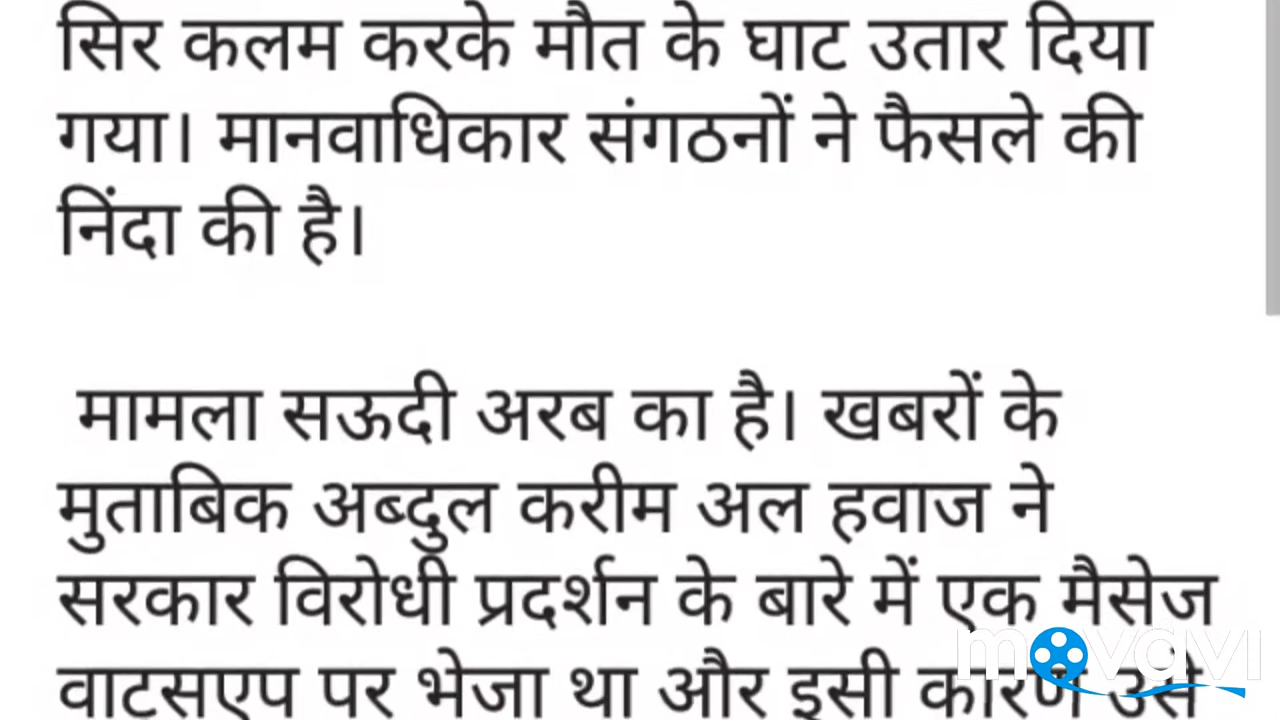 सिर कलम करके मौत के घाट उतार दिया
गया। मानवाधिकार संगठनों ने फैसले की
निंदा की है।
मामला सऊदी अरब का है। खबरों के
मुताबिक अब्दुल करीम अल हवाज ने
सरकार विरोधी प्रदर्शन के बारे में एक मैसेज
वाटसएप पर भेजा था और इसी कारण उसे
movavi